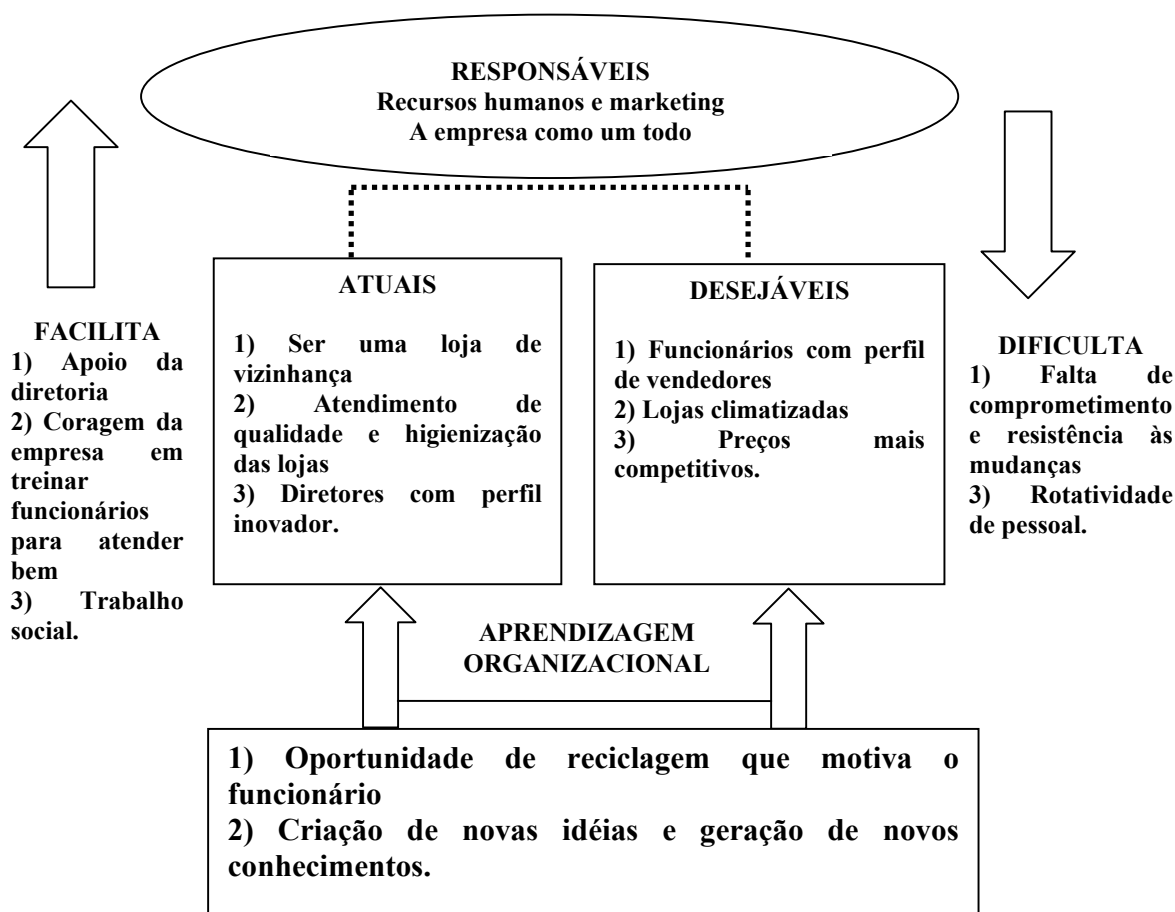 RESPONSÁVEIS
Recursos humanos e marketing
A empresa como um todo
FACILITA
1) Apoio da
diretoria
2) Coragem da
empresa em
treinar
funcionários
para atender
bem
3) Trabalho
social.
ATUAIS
1) Ser uma loja de
vizinhança
2) Atendimento de
qualidade e higienização
das lojas
3) Diretores com perfil
inovador.
DESEJÁVEIS
1) Funcionários com perfil
de vendedores
2) Lojas climatizadas
3) Preços mais
competitivos.
DIFICULTA
1) Falta de
comprometimento
e resistência às
mudanças
3) Rotatividade
de pessoal.
APRENDIZAGEM
ORGANIZACIONAL
1) Oportunidade de reciclagem que motiva o
funcionário
2) Criação de novas idéias e geração de novos
conhecimentos.